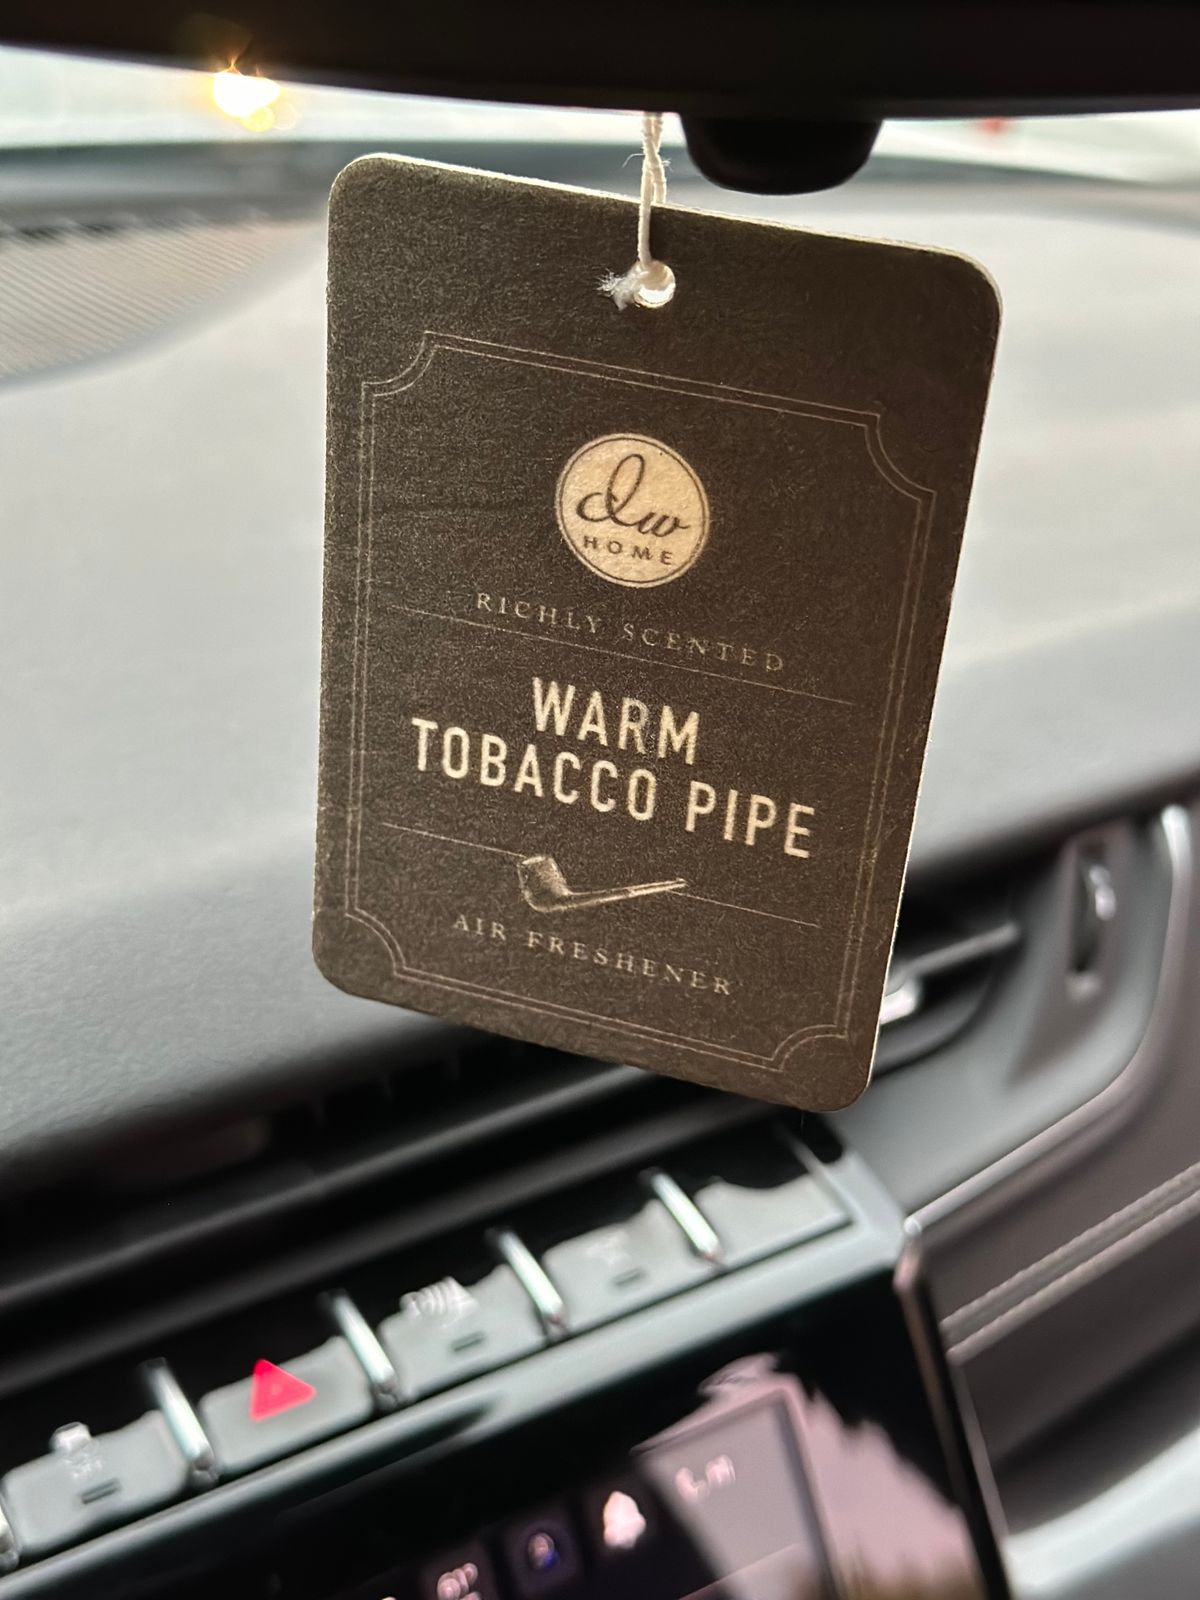 dw
HOME
RICHLY SCENTED
WARM
TOBACCO PIPE
AIR FRESHENER